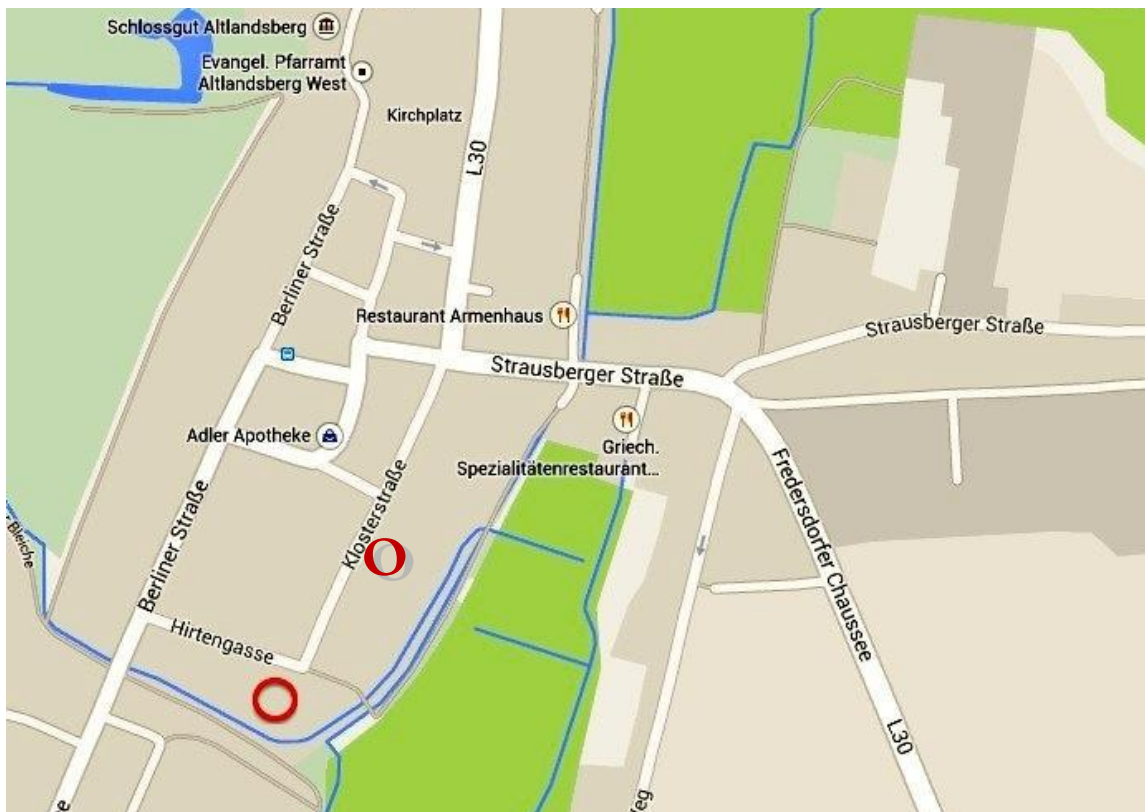 Schlossgut Altlandsberg
Evangel. Pfarramt
Altlandsberg West
Kirchplatz
L30
Berliner Straße
Restaurant Armenhaus
Strausberger Straße
Strausberger Straße
Adler Apotheke
Griech.
Spezialitätenrestaurant...
Klosterstraße
Fredersdorfer Chaussee
Bleiche
Berliner Straße
O
Hirtengasse
L30